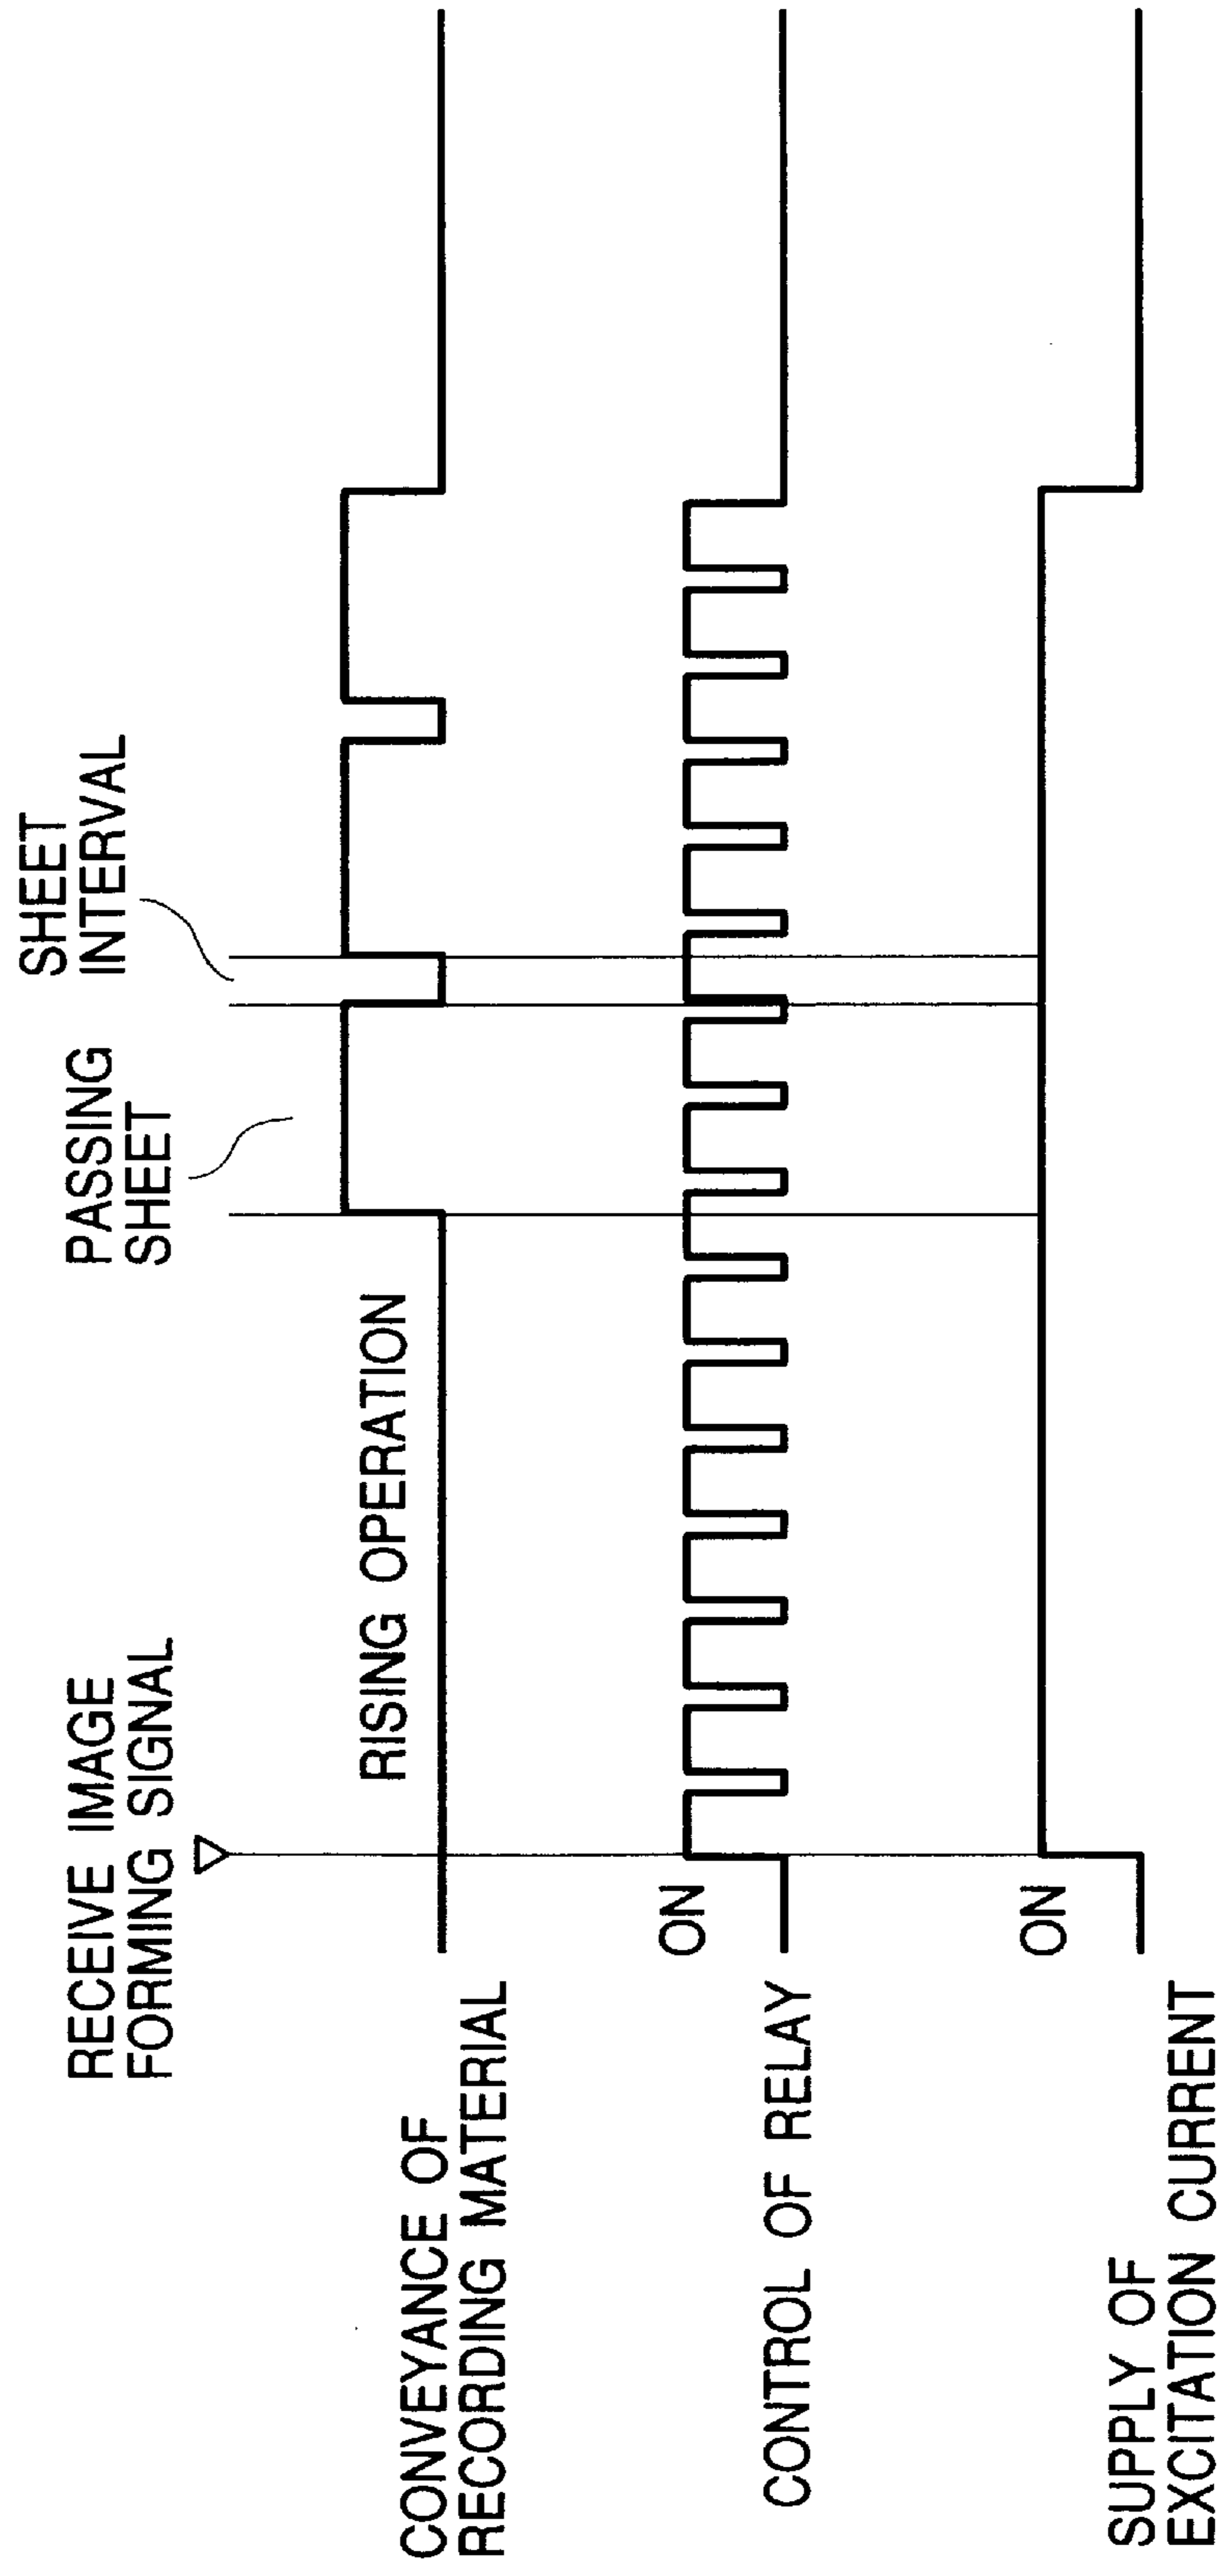 RECEIVE IMAGE
FORMING SIGNAL
PASSING
SHEET
SHEET
INTERVAL
CONVEYANCE OF
RECORDING MATERIAL
RISING OPERATION
CONTROL OF RELAY
ON
SUPPLY OF
EXCITATION CURRENT
ON